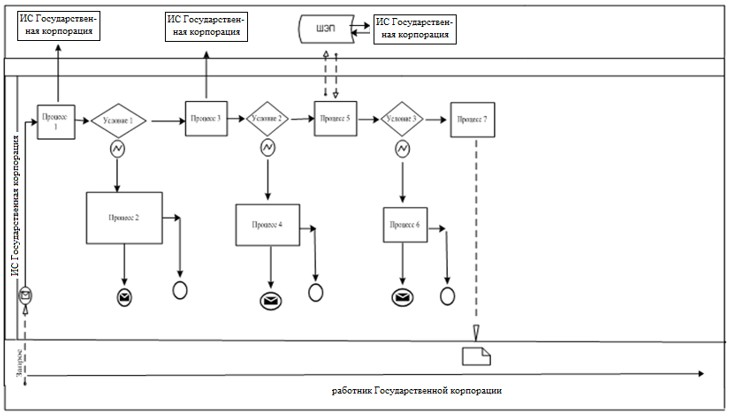 ИС Государствен-
ная корпорация
ИС Государствен-
ная корпорация
ШЭП
ИС Государствен-
ная корпорация
ИС Государственная корпорация
Процесс
1
Условие 1
Процесс 3
Условие 2
Процесс 5
Условие 3
Процесс 7
Процесс 2
Процесс 4
Процесс 6
Запрос
работник Государственной корпорации